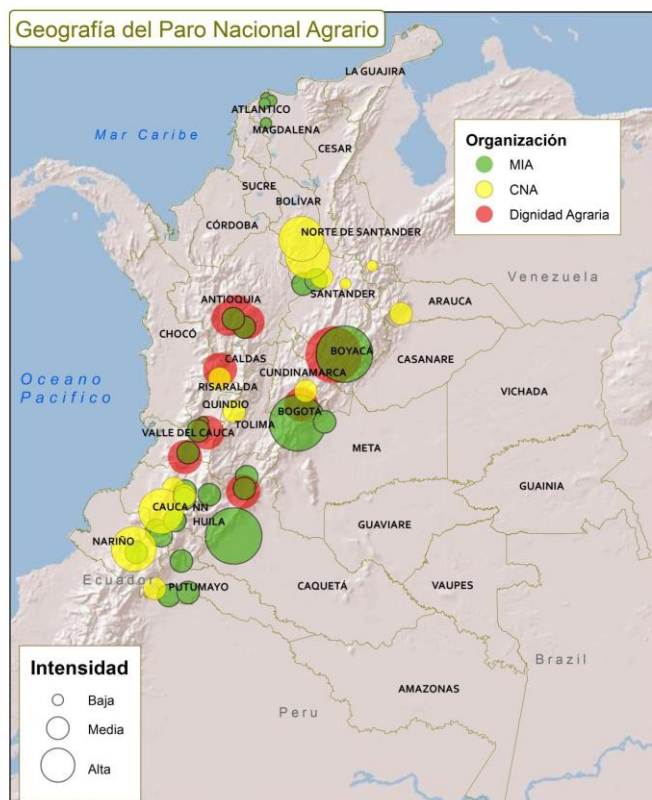 Geografía del Paro Nacional Agrario
LA GUAJIRA
ATLANTICO
Mar Caribe
MAGDALENA
CESAR
Organización
MIA
CNA
Dignidad Agraria
SUCRE
BOLÍVAR
CÓRDOBA
NORTE DE SANTANDER
Venezuela
SANTANDER
ARAUCA
ANTIOQUIA
CHOCÓ
BOYACÁ
CASANARE
CALDAS
CUNDINAMARCA
Oceano
Pacifico
RISARALDA
VICHADA
QUINDIO
BOGOTÁ
TOLIMA
VALLE DEL CAUCA
META
GUAINIA
CAUCA
NN
HUILA
GUAVIARE
NARIÑO
Ecuador
PUTUMAYO
CAQUETÁ
VAUPES
Brazil
Intensidad
Baja
Media
Alta
AMAZONAS
Peru